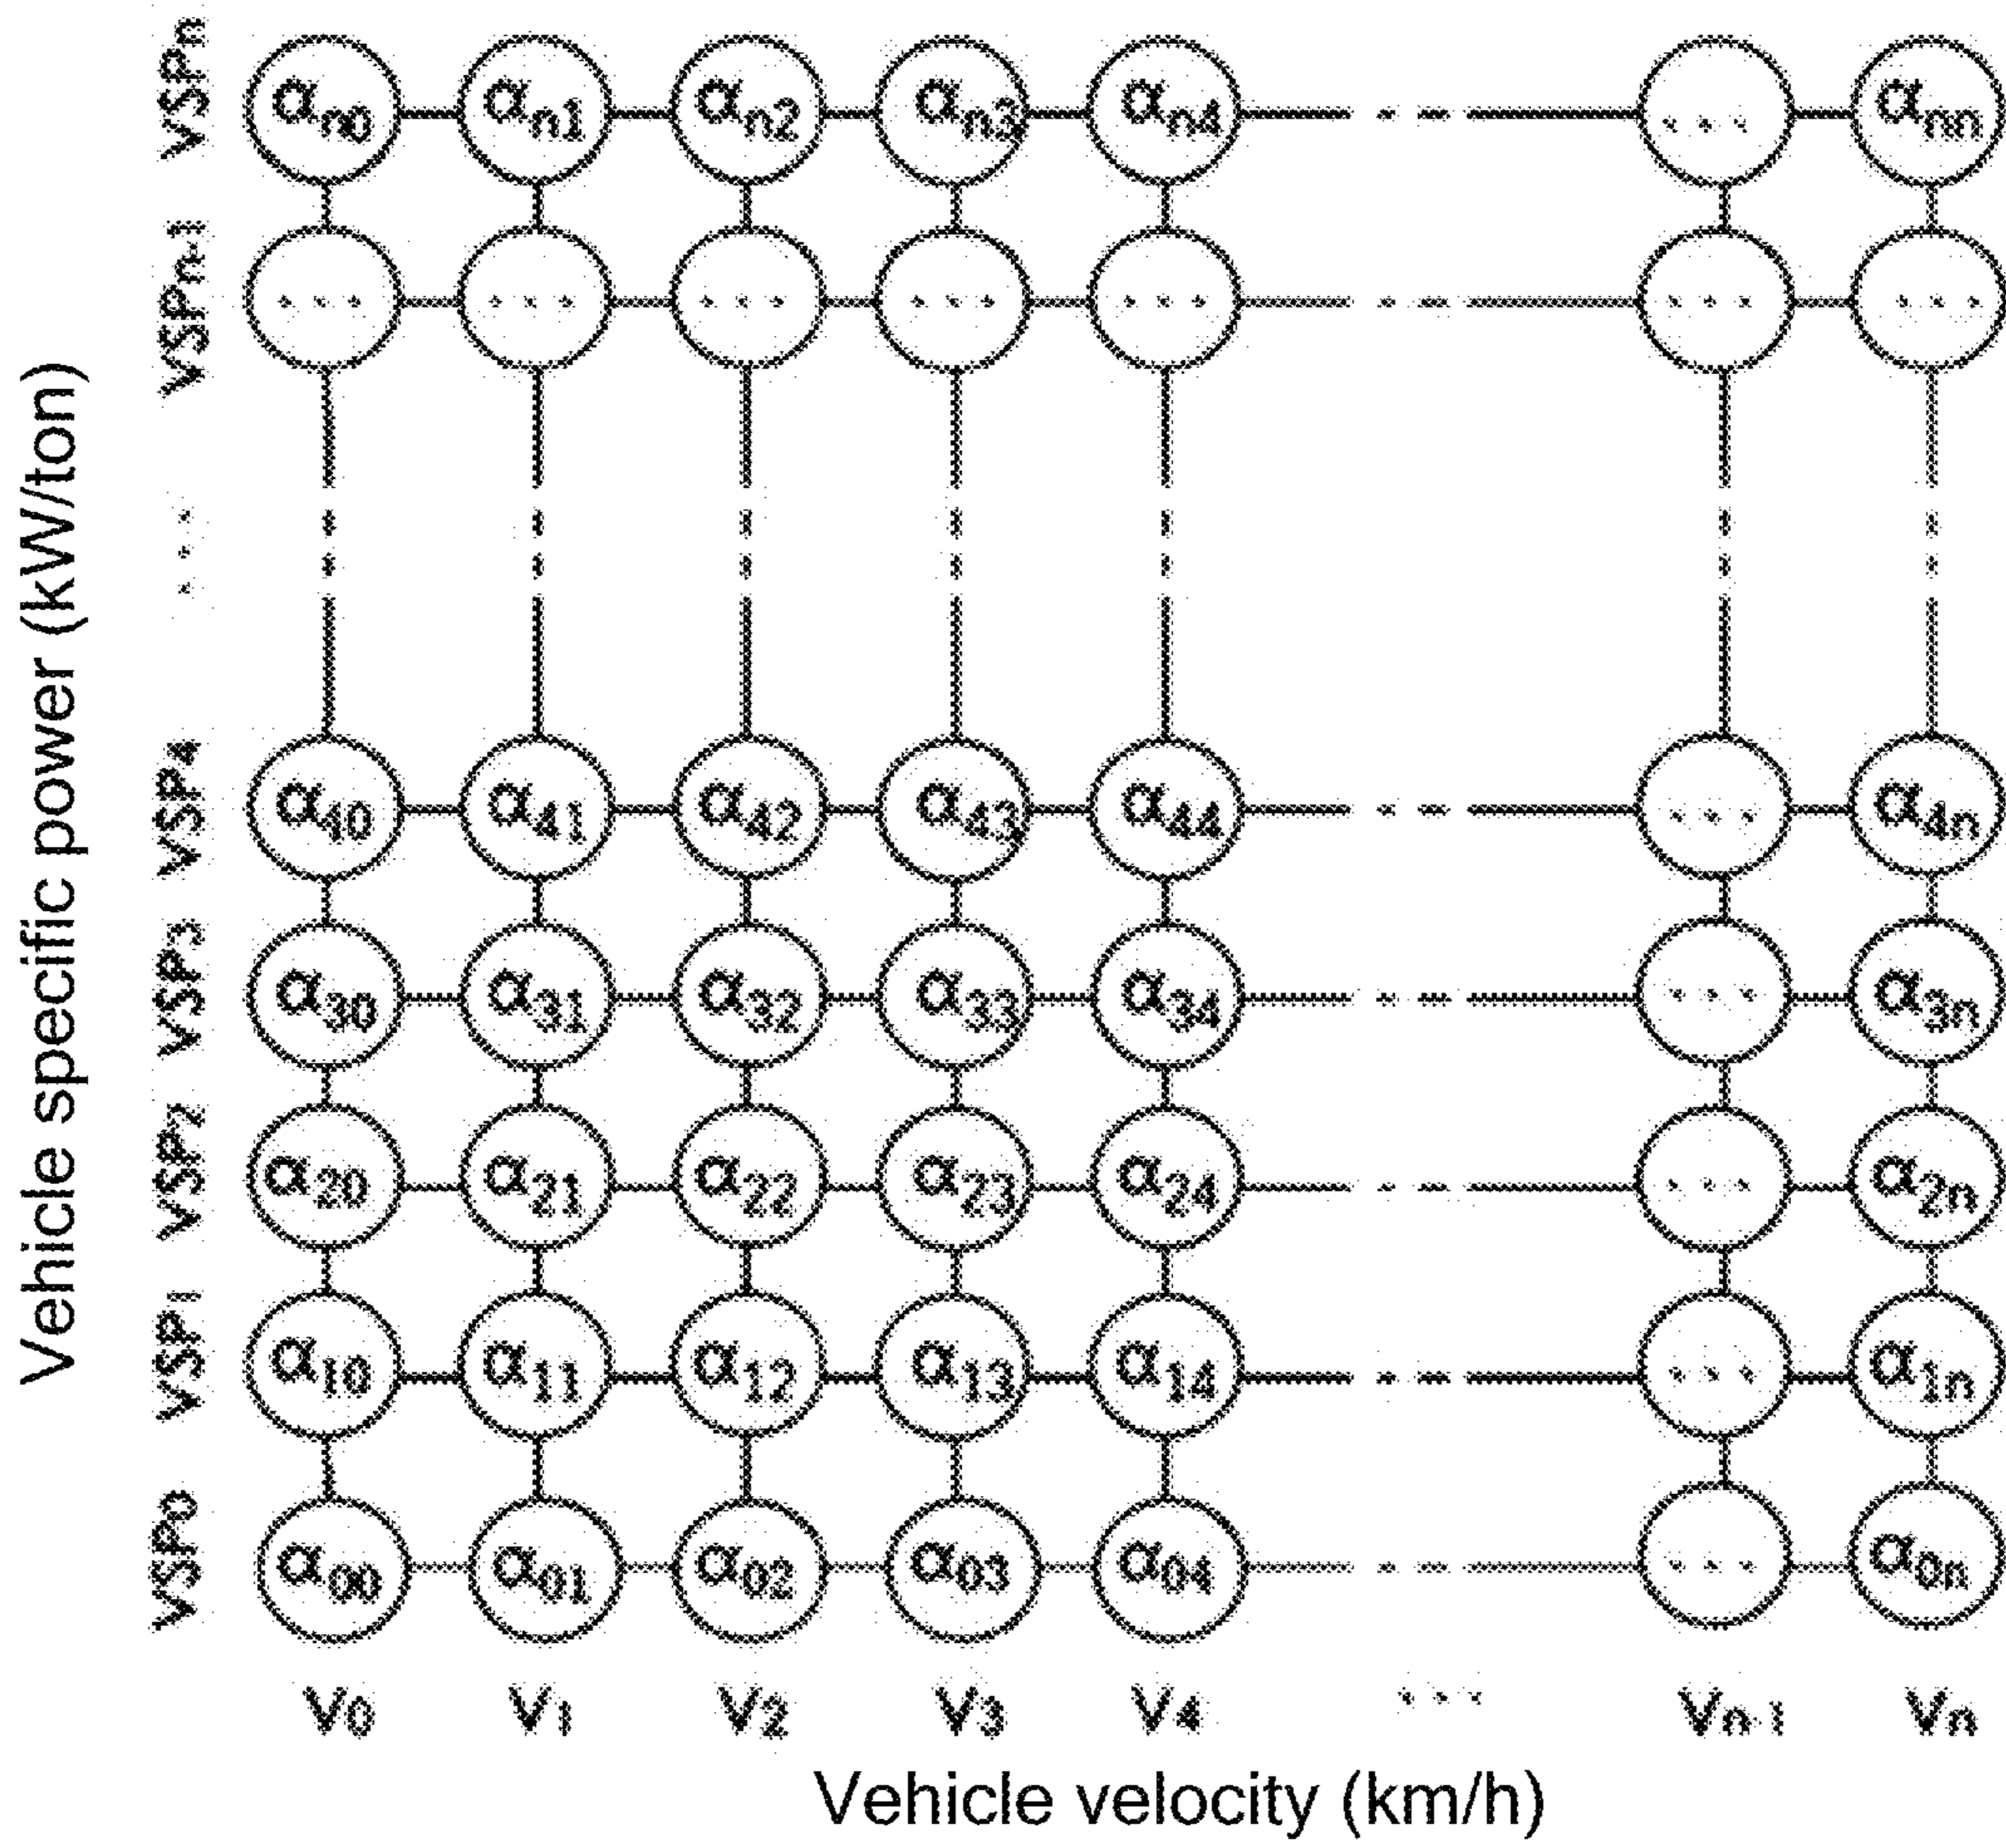 Vehicle specific power (kW/ton)
VSPn αn0 αn1 αn2 αn3 αn4 ... αnn
VSPn-1 ... ... ... ... ... ... ...
...
VSP4 α40 α41 α42 α43 α44 ... α4n
VSP3 α30 α31 α32 α33 α34 ... α3n
VSP2 α20 α21 α22 α23 α24 ... α2n
VSP1 α10 α11 α12 α13 α14 ... α1n
VSP0 α00 α01 α02 α03 α04 ... α0n
V0 V1 V2 V3 V4 ... Vn-1 Vn
Vehicle velocity (km/h)